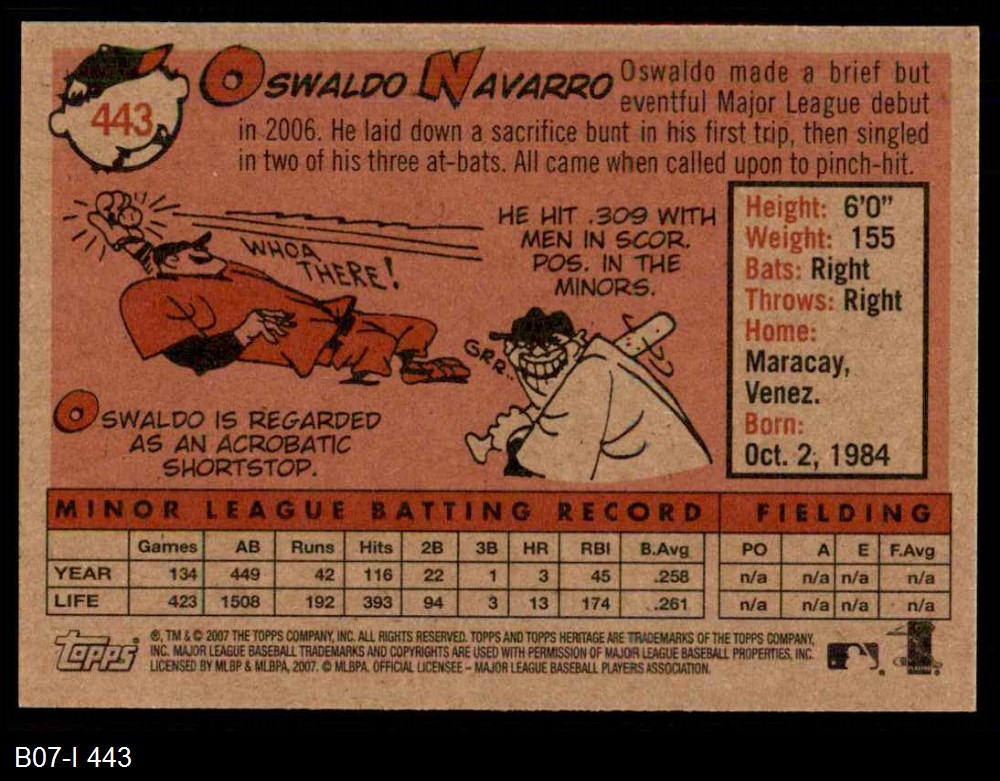 443
OSWALDO NAVARRO
Oswaldo made a brief but
eventful Major League debut
in 2006. He laid down a sacrifice bunt in his first trip, then singled
in two of his three at-bats. All came when called upon to pinch-hit.
WHOA
THERE!
HE HIT .309 WITH
MEN IN SCOR.
POS. IN THE
MINORS.
GRR..
OSWALDO IS REGARDED
AS AN ACROBATIC
SHORTSTOP.
Height: 6'0"
Weight: 155
Bats: Right
Throws: Right
Home:
Maracay,
Venez.
Born:
Oct. 2, 1984
MINOR LEAGUE BATTING RECORD FIELDING
Games AB Runs Hits 2B 3B HR RBI B.Avg PO A E F.Avg
YEAR 134 449 42 116 22 1 3 45 .258 n/a n/a n/a n/a
LIFE 423 1508 192 393 94 3 13 174 .261 n/a n/a n/a n/a
Topps
®, TM & © 2007 THE TOPPS COMPANY, INC. ALL RIGHTS RESERVED. TOPPS AND TOPPS HERITAGE ARE TRADEMARKS OF THE TOPPS COMPANY,
INC. MAJOR LEAGUE BASEBALL TRADEMARKS AND COPYRIGHTS ARE USED WITH PERMISSION OF MAJOR LEAGUE BASEBALL PROPERTIES, INC.
LICENSED BY MLBP & MLBPA, 2007. © MLBPA. OFFICIAL LICENSEE – MAJOR LEAGUE BASEBALL PLAYERS ASSOCIATION.
B07-I 443